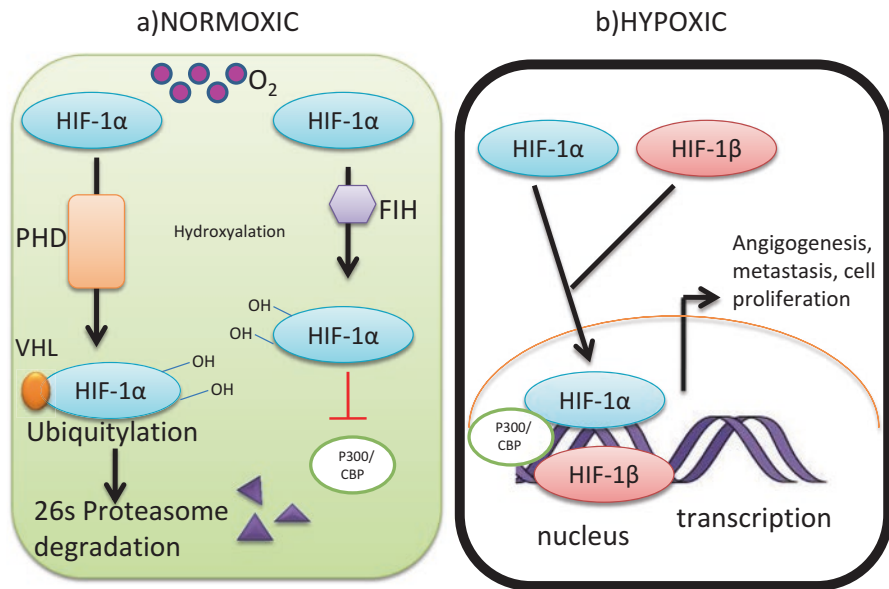 a)NORMOXIC
O2
HIF-1α
HIF-1α
PHD
Hydroxyalation
FIH
OH
OH
HIF-1α
VHL
HIF-1α
OH
OH
Ubiquitylation
P300/
CBP
26s Proteasome
degradation
b)HYPOXIC
HIF-1α
HIF-1β
Angigogenesis,
metastasis, cell
proliferation
HIF-1α
P300/
CBP
HIF-1β
nucleus
transcription